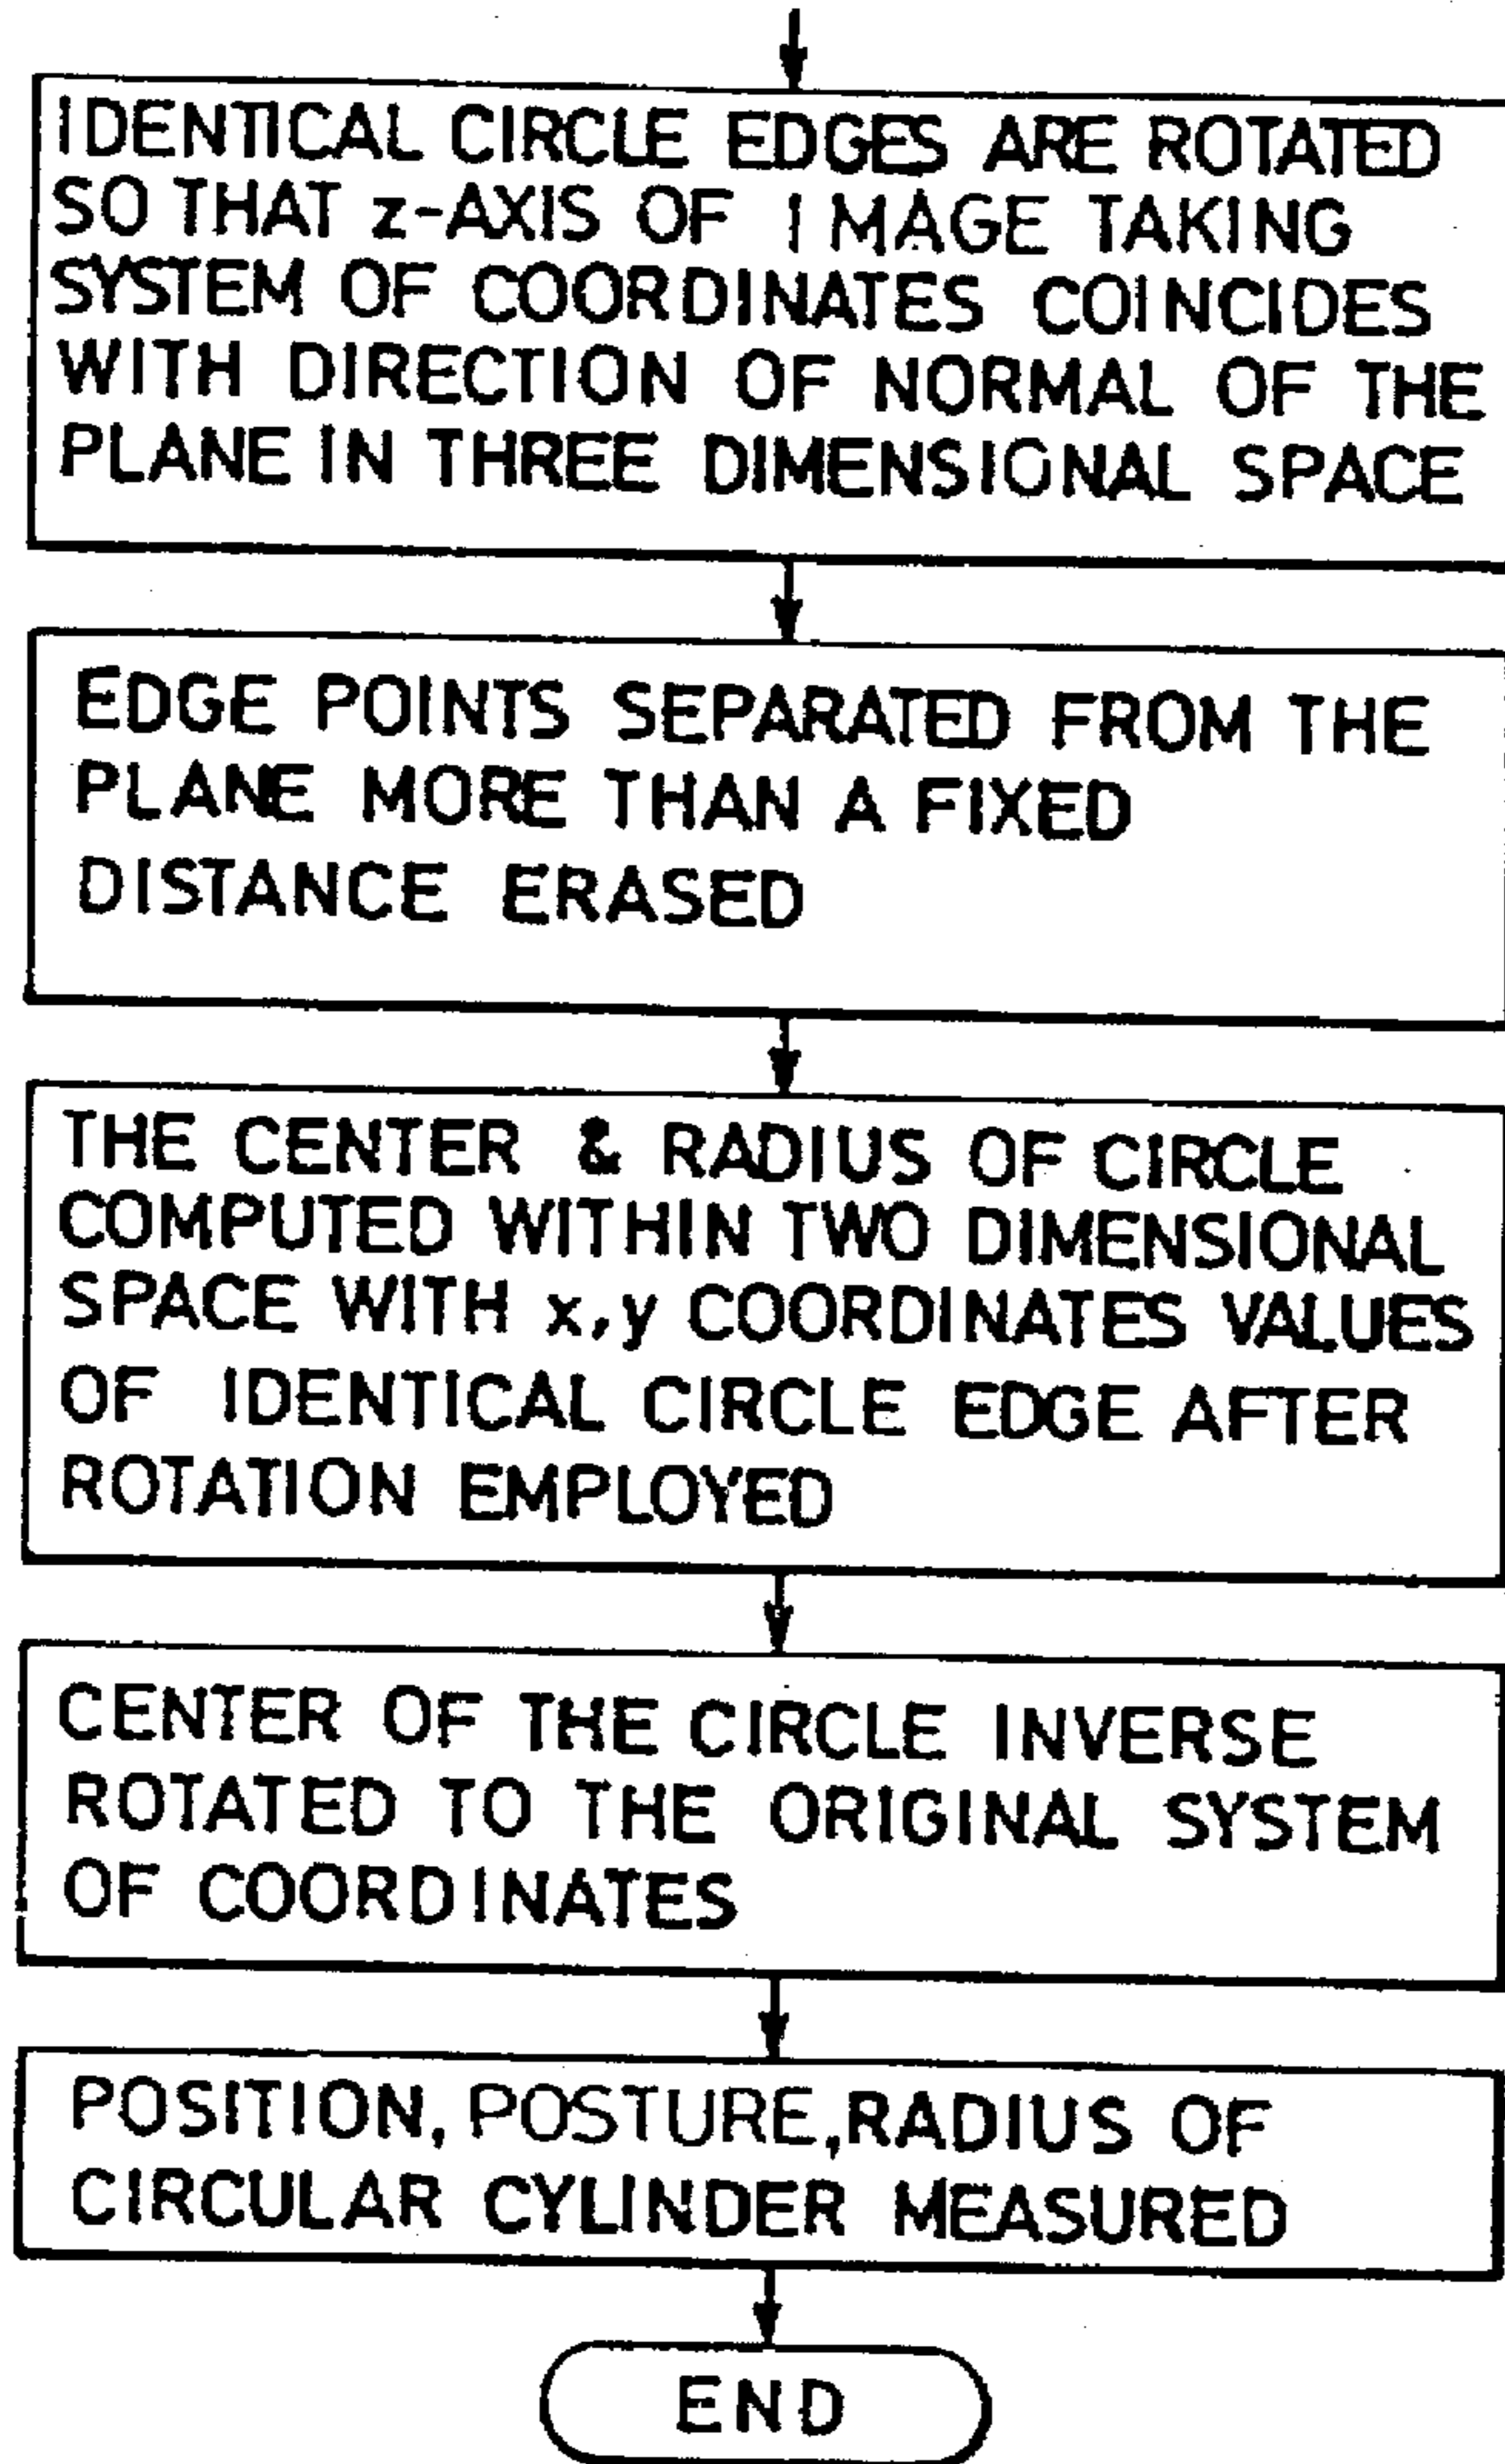 IDENTICAL CIRCLE EDGES ARE ROTATED
SO THAT z-AXIS OF IMAGE TAKING
SYSTEM OF COORDINATES COINCIDES
WITH DIRECTION OF NORMAL OF THE
PLANE IN THREE DIMENSIONAL SPACE
EDGE POINTS SEPARATED FROM THE
PLANE MORE THAN A FIXED
DISTANCE ERASED
THE CENTER & RADIUS OF CIRCLE
COMPUTED WITHIN TWO DIMENSIONAL
SPACE WITH x,y COORDINATES VALUES
OF IDENTICAL CIRCLE EDGE AFTER
ROTATION EMPLOYED
CENTER OF THE CIRCLE INVERSE
ROTATED TO THE ORIGINAL SYSTEM
OF COORDINATES
POSITION, POSTURE, RADIUS OF
CIRCULAR CYLINDER MEASURED
END